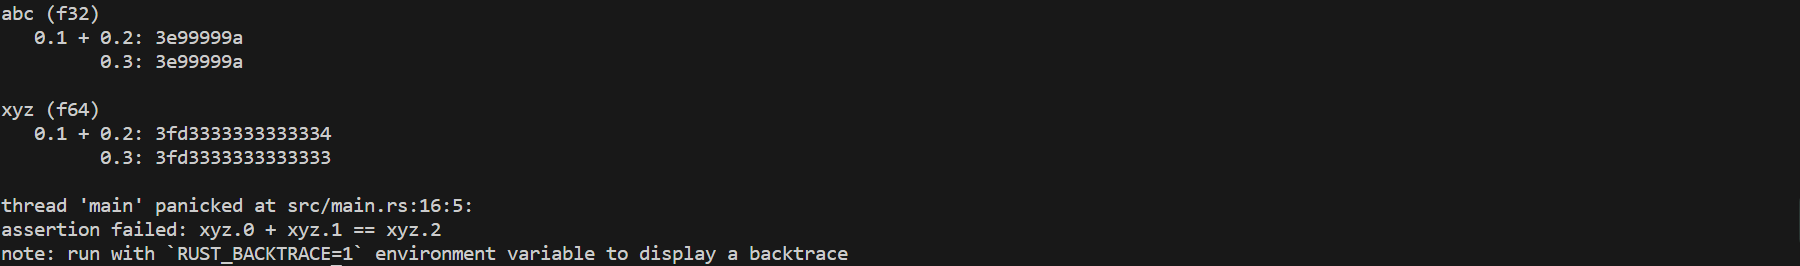 abc (f32)
   0.1 + 0.2: 3e99999a
         0.3: 3e99999a

xyz (f64)
   0.1 + 0.2: 3fd3333333333334
         0.3: 3fd3333333333333

thread 'main' panicked at src/main.rs:16:5:
assertion failed: xyz.0 + xyz.1 == xyz.2
note: run with `RUST_BACKTRACE=1` environment variable to display a backtrace